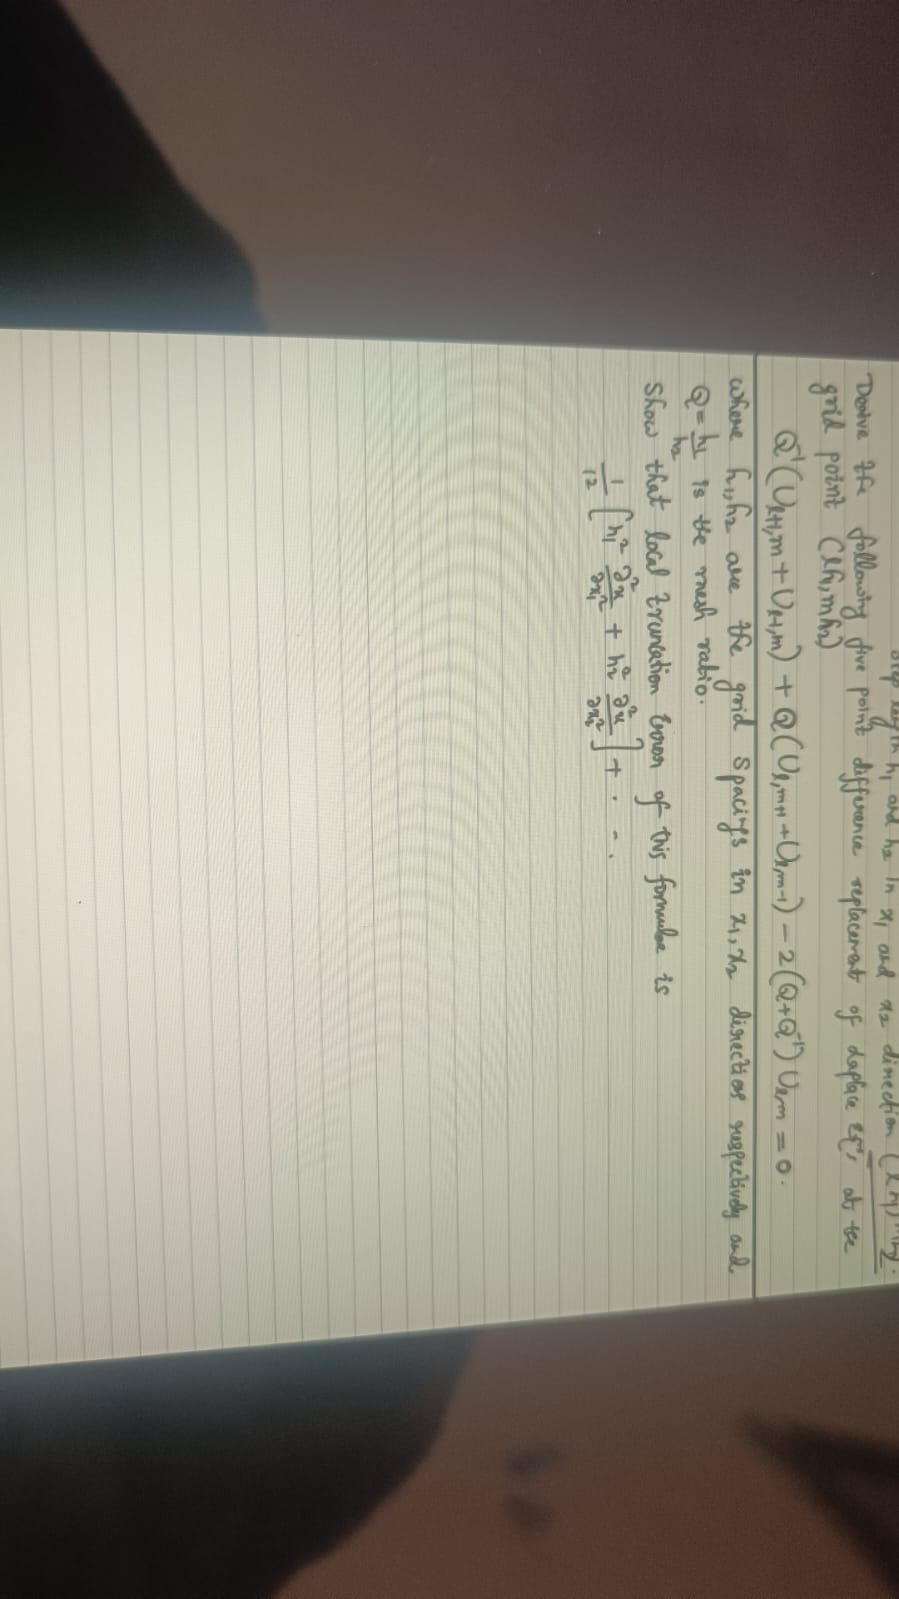 Step length h₁ and h₂ in x₁ and x₂ direction
Derive the following five point difference replacement of Laplace Eqⁿ, at the
grid point (lh₁, mh₂)
Q⁻¹(U_{l+1,m} + U_{l-1,m}) + Q(U_{l,m+1} + U_{l,m-1}) - 2(Q+Q⁻¹) U_{l,m} = 0.
where h₁, h₂ are the grid spacings in x₁, x₂ direction respectively and
Q = h₁/h₂ is the mesh ratio.
Show that local truncation Error of this formulae is
1/12 [h₁² ∂²u/∂x₁² + h₂² ∂²u/∂x₂²] + . - .